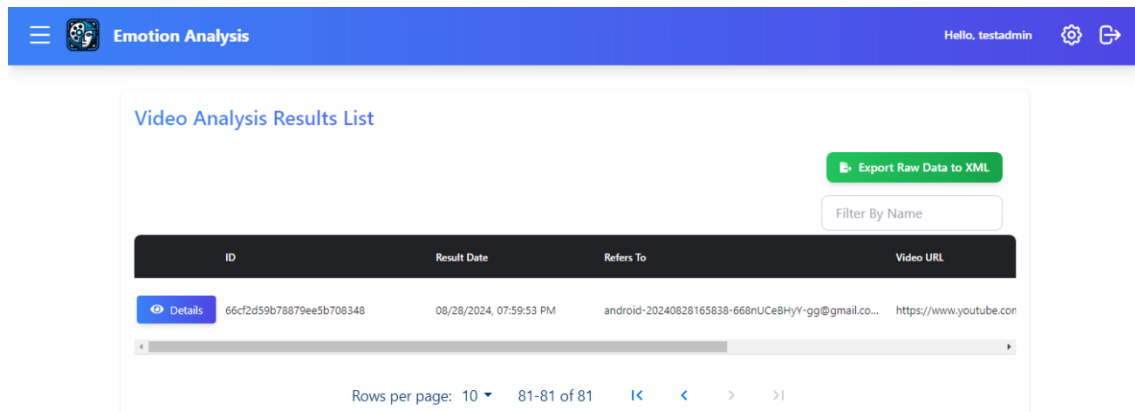 Emotion Analysis Hello, testadmin
Video Analysis Results List
Export Raw Data to XML
Filter By Name
ID Result Date Refers To Video URL
Details 66cf2d59b78879ee5b708348 08/28/2024, 07:59:53 PM android-20240828165838-668nUCeBHyY-gg@gmail.co... https://www.youtube.con
Rows per page: 10 81-81 of 81